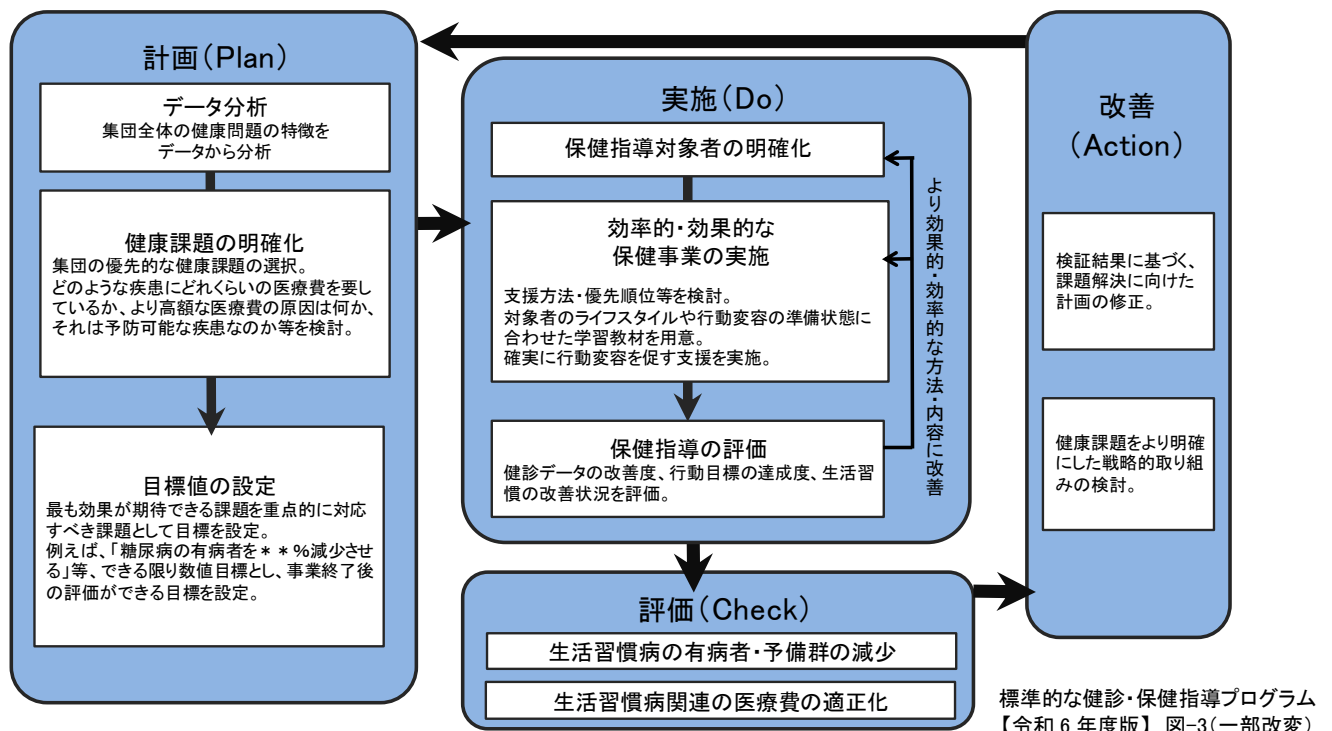 計画(Plan)
データ分析
集団全体の健康問題の特徴を
データから分析
健康課題の明確化
集団の優先的な健康課題の選択。
どのような疾患にどれくらいの医療費を要し
ているか、より高額な医療費の原因は何か、
それは予防可能な疾患なのか等を検討。
目標値の設定
最も効果が期待できる課題を重点的に対応
すべき課題として目標を設定。
例えば、「糖尿病の有病者を**%減少させ
る」等、できる限り数値目標とし、事業終了後
の評価ができる目標を設定。
実施(Do)
保健指導対象者の明確化
効率的・効果的な
保健事業の実施
支援方法・優先順位等を検討。
対象者のライフスタイルや行動変容の準備状態に
合わせた学習教材を用意。
確実に行動変容を促す支援を実施。
保健指導の評価
健診データの改善度、行動目標の達成度、生活習
慣の改善状況を評価。
より効果的・効率的な方法・内容に改善
評価(Check)
生活習慣病の有病者・予備群の減少
生活習慣病関連の医療費の適正化
改善
(Action)
検証結果に基づく、
課題解決に向けた
計画の修正。
健康課題をより明確
にした戦略的取り組
みの検討。
標準的な健診・保健指導プログラム
【令和6年度版】 図-3(一部改変)